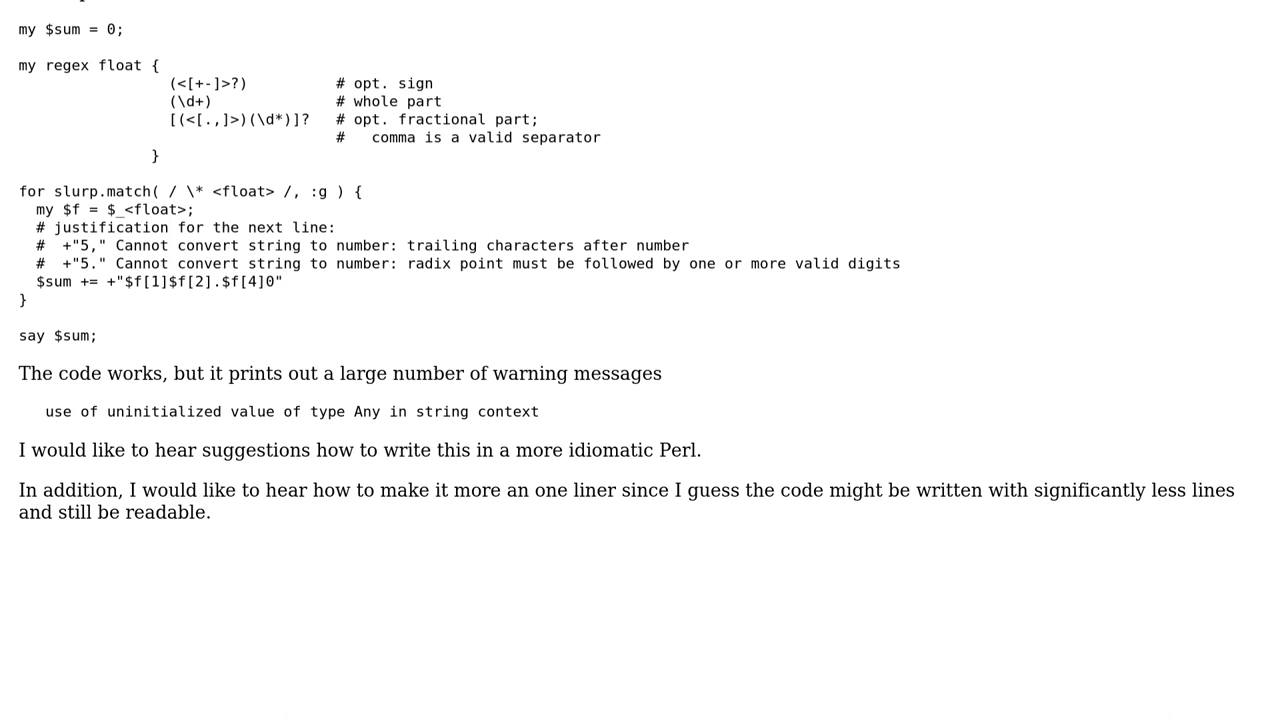 my $sum = 0;
my regex float {
(<[+-]>?) # opt. sign
(\d+) # whole part
[(<[.,]>)(\d*)]? # opt. fractional part;
# comma is a valid separator
}
for slurp.match( / \* <float> /, :g ) {
my $f = $_<float>;
# justification for the next line:
# +"5," Cannot convert string to number: trailing characters after number
# +"5." Cannot convert string to number: radix point must be followed by one or more valid digits
$sum += +"$f[1]$f[2].$f[4]0"
}
say $sum;
The code works, but it prints out a large number of warning messages
use of uninitialized value of type Any in string context
I would like to hear suggestions how to write this in a more idiomatic Perl.
In addition, I would like to hear how to make it more an one liner since I guess the code might be written with significantly less lines
and still be readable.